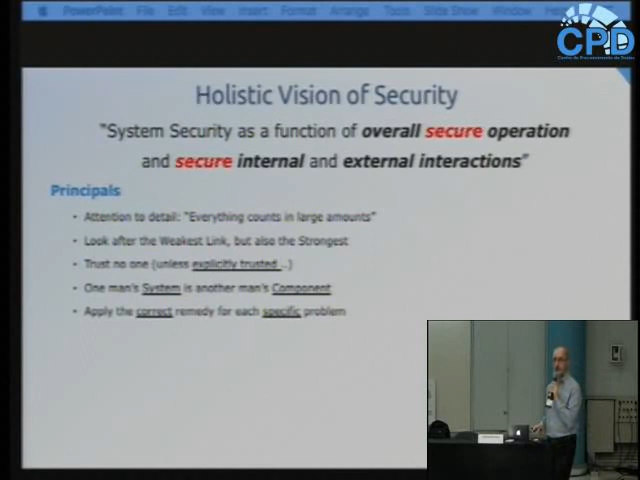 PowerPoint File Edit View Insert Format Arrange Tools Slide Show Window
CPD
Holistic Vision of Security
"System Security as a function of overall secure operation
and secure internal and external interactions"
Principals
• Attention to detail: "Everything counts in large amounts"
• Look after the Weakest Link, but also the Strongest
• Trust no one (unless explicitly trusted...)
• One man's System is another man's Component
• Apply the correct remedy for each specific problem